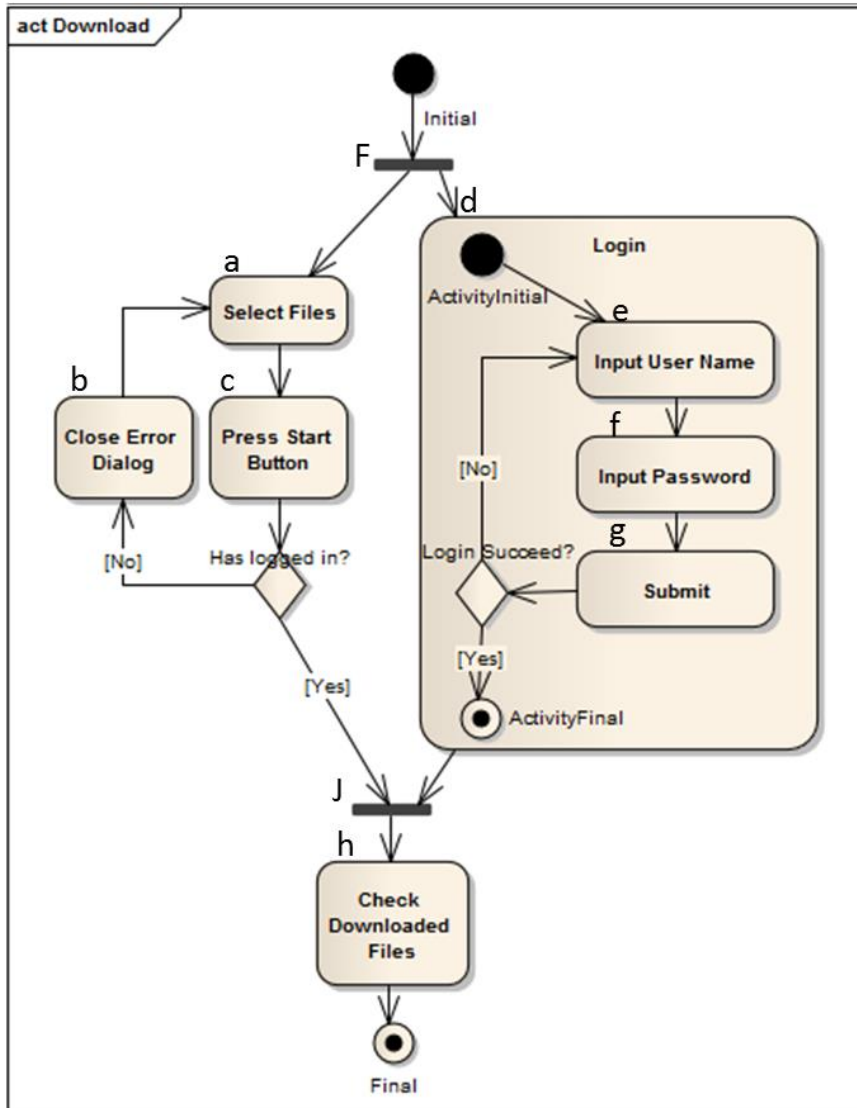 act Download
Initial
F
d
Login
a
ActivityInitial
e
Select Files
Input User Name
b
c
Close Error
Dialog
Press Start
Button
f
[No]
Input Password
g
Has logged in?
Login Succeed?
[No]
Submit
[Yes]
[Yes]
ActivityFinal
J
h
Check
Downloaded
Files
Final